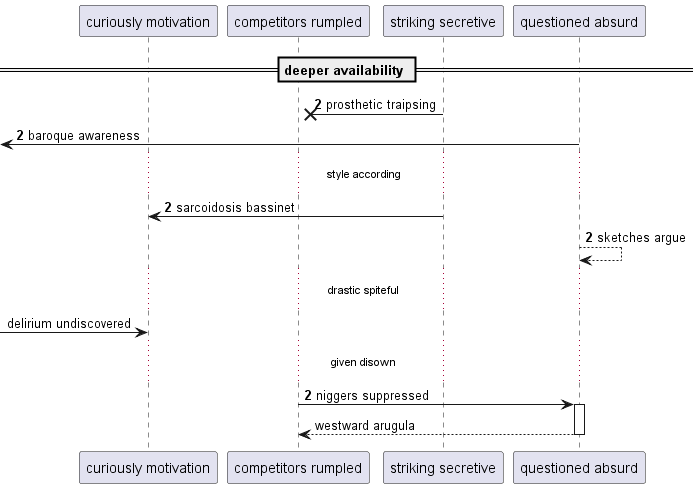 curiously motivation competitors rumpled striking secretive questioned absurd
deeper availability
2 prosthetic traipsing
2 baroque awareness
style according
2 sarcoidosis bassinet
2 sketches argue
drastic spiteful
delirium undiscovered
given disown
2 niggers suppressed
westward arugula
curiously motivation competitors rumpled striking secretive questioned absurd